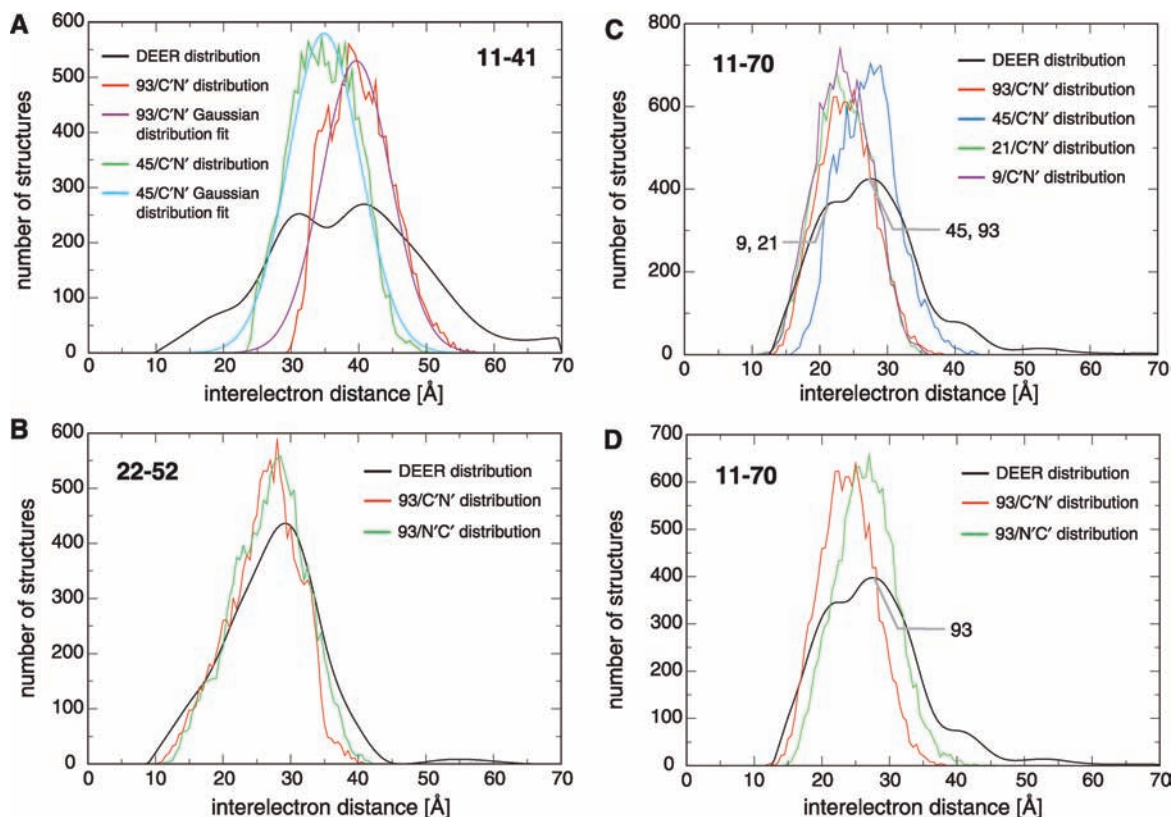 A
11-41
DEER distribution
93/C'N' distribution
93/C'N' Gaussian
distribution fit
45/C'N' distribution
45/C'N' Gaussian
distribution fit
number of structures
600
500
400
300
200
100
0
0 10 20 30 40 50 60 70
interelectron distance [Å]
B
22-52
DEER distribution
93/C'N' distribution
93/N'C' distribution
number of structures
600
500
400
300
200
100
0
0 10 20 30 40 50 60 70
interelectron distance [Å]
C
11-70
DEER distribution
93/C'N' distribution
45/C'N' distribution
21/C'N' distribution
9/C'N' distribution
9, 21
45, 93
number of structures
800
600
400
200
0
0 10 20 30 40 50 60 70
interelectron distance [Å]
D
11-70
DEER distribution
93/C'N' distribution
93/N'C' distribution
93
number of structures
700
600
500
400
300
200
100
0
0 10 20 30 40 50 60 70
interelectron distance [Å]